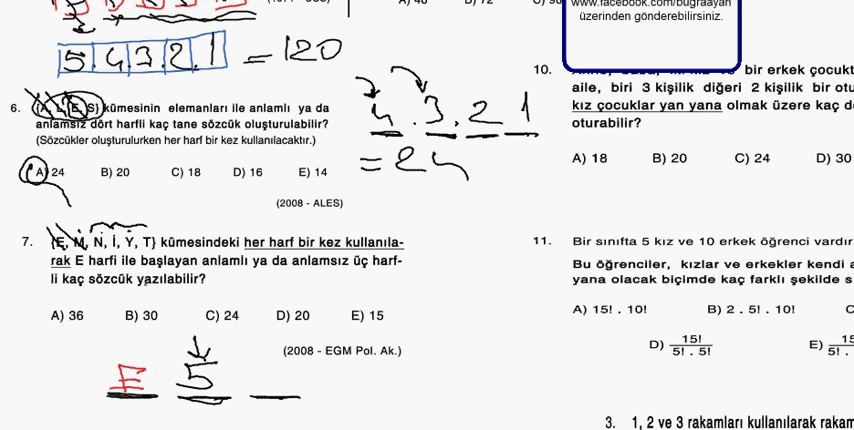 www.facebook.com/bugraayan
üzerinden gönderebilirsiniz.
5.4.3.2.1 = 120
6. {A, L, E, S} kümesinin elemanları ile anlamlı ya da
anlamsız dört harfli kaç tane sözcük oluşturulabilir?
(Sözcükler oluşturulurken her harf bir kez kullanılacaktır.)
A) 24 B) 20 C) 18 D) 16 E) 14
(2008 - ALES)
4.3.2 1
= 24
7. {E, M, N, İ, Y, T} kümesindeki her harf bir kez kullanıla-
rak E harfi ile başlayan anlamlı ya da anlamsız üç harf-
li kaç sözcük yazılabilir?
A) 36 B) 30 C) 24 D) 20 E) 15
(2008 - EGM Pol. Ak.)
E 5
10. bir erkek çocukt
aile, biri 3 kişilik diğeri 2 kişilik bir otu
kız çocuklar yan yana olmak üzere kaç d
oturabilir?
A) 18 B) 20 C) 24 D) 30
11. Bir sınıfta 5 kız ve 10 erkek öğrenci vardır
Bu öğrenciler, kızlar ve erkekler kendi a
yana olacak biçimde kaç farklı şekilde s
A) 15! . 10! B) 2 . 5! . 10! C
D) 15! / 5! . 5! E) 15 / 5! .
3. 1, 2 ve 3 rakamları kullanılarak rakam